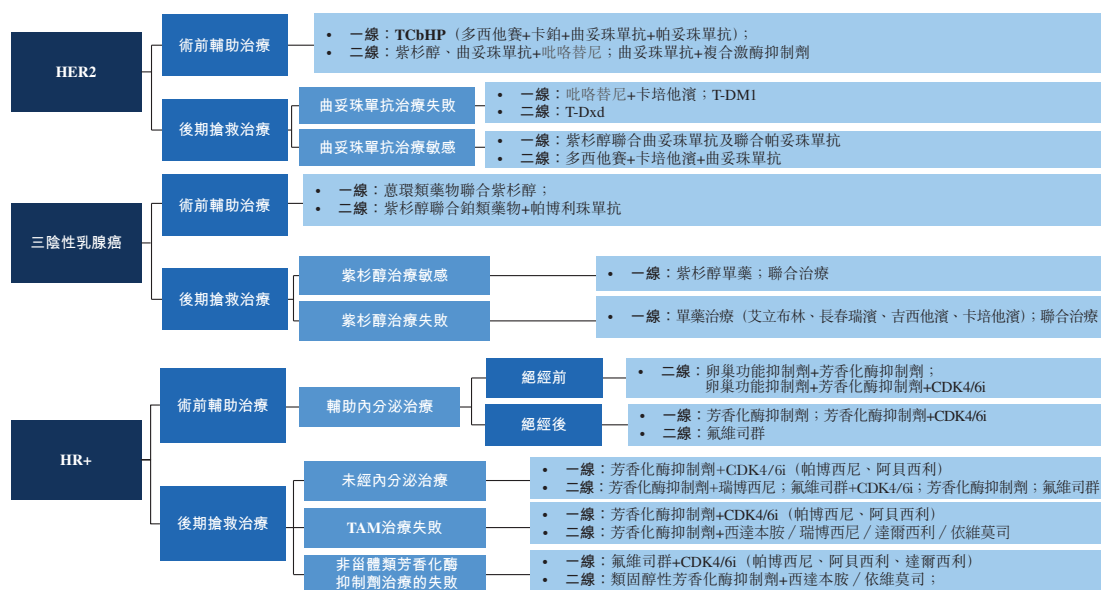 HER2
術前輔助治療
• 一線：TCbHP（多西他賽+卡鉑+曲妥珠單抗+帕妥珠單抗）；
• 二線：紫杉醇、曲妥珠單抗+吡咯替尼；曲妥珠單抗+複合激酶抑制劑
後期搶救治療
曲妥珠單抗治療失敗
• 一線：吡咯替尼+卡培他濱；T-DM1
• 二線：T-Dxd
曲妥珠單抗治療敏感
• 一線：紫杉醇聯合曲妥珠單抗及聯合帕妥珠單抗
• 二線：多西他賽+卡培他濱+曲妥珠單抗
三陰性乳腺癌
術前輔助治療
• 一線：蒽環類藥物聯合紫杉醇；
• 二線：紫杉醇聯合鉑類藥物+帕博利珠單抗
後期搶救治療
紫杉醇治療敏感
• 一線：紫杉醇單藥；聯合治療
紫杉醇治療失敗
• 一線：單藥治療（艾立布林、長春瑞濱、吉西他濱、卡培他濱）；聯合治療
HR+
術前輔助治療
輔助內分泌治療
絕經前
• 二線：卵巢功能抑制劑+芳香化酶抑制劑；
卵巢功能抑制劑+芳香化酶抑制劑+CDK4/6i
絕經後
• 一線：芳香化酶抑制劑；芳香化酶抑制劑+CDK4/6i
• 二線：氟維司群
後期搶救治療
未經內分泌治療
• 一線：芳香化酶抑制劑+CDK4/6i（帕博西尼、阿貝西利）
• 二線：芳香化酶抑制劑+瑞博西尼；氟維司群+CDK4/6i；芳香化酶抑制劑；氟維司群
TAM治療失敗
• 一線：芳香化酶抑制劑+CDK4/6i（帕博西尼、阿貝西利）
• 二線：芳香化酶抑制劑+西達本胺／瑞博西尼／達爾西利／依維莫司
非甾體類芳香化酶
抑制劑治療的失敗
• 一線：氟維司群+CDK4/6i（帕博西尼、阿貝西利、達爾西利）
• 二線：類固醇性芳香化酶抑制劑+西達本胺／依維莫司；